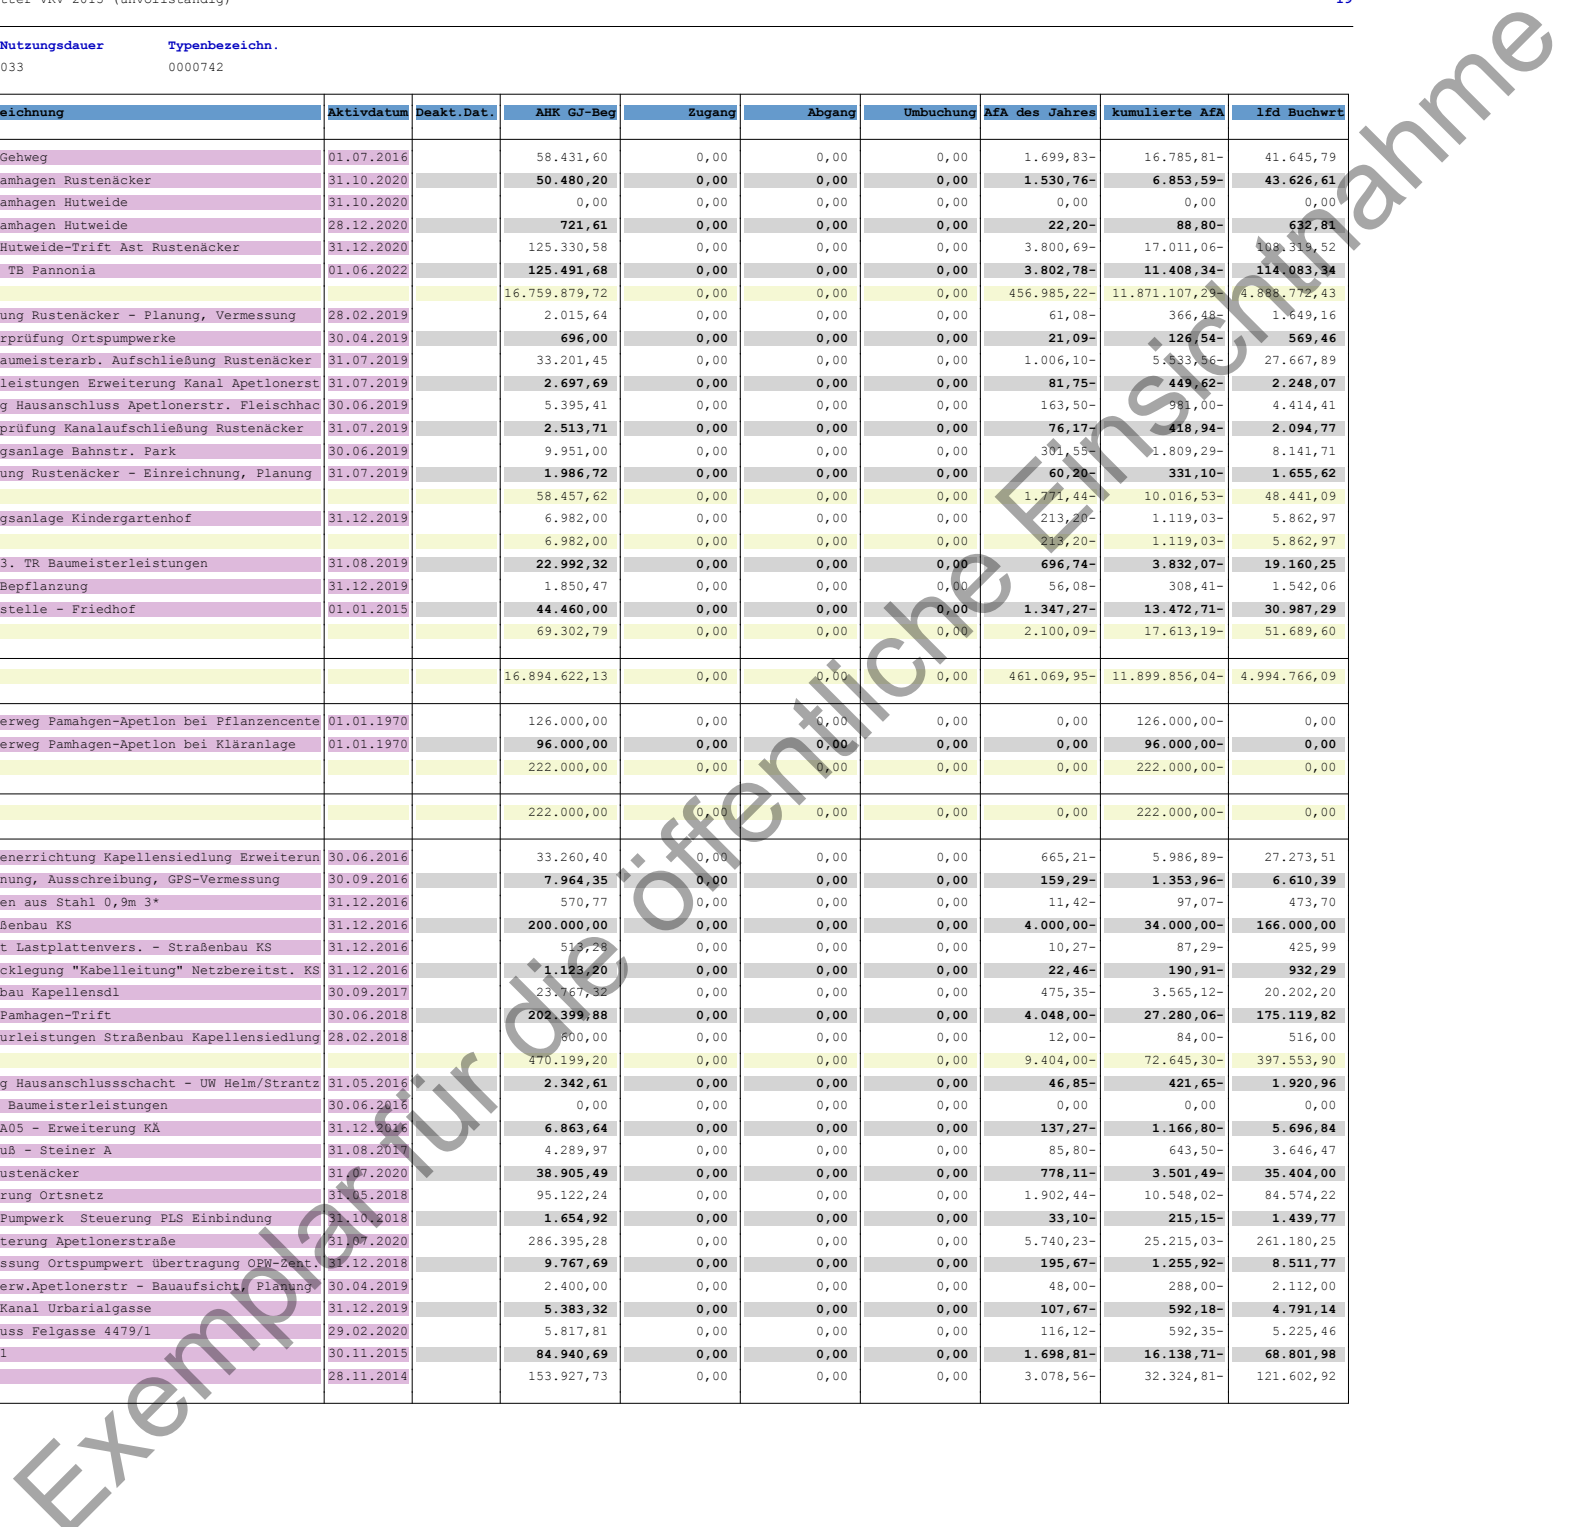 tter VRV 2015 (unvollständig) 19
Nutzungsdauer Typenbezeichn.
033 0000742
eichnung Aktivdatum Deakt.Dat. AHK GJ-Beg Zugang Abgang Umbuchung AfA des Jahres kumulierte AfA lfd Buchwrt
Gehweg 01.07.2016 58.431,60 0,00 0,00 0,00 1.699,83- 16.785,81- 41.645,79
amhagen Rustenäcker 31.10.2020 50.480,20 0,00 0,00 0,00 1.530,76- 6.853,59- 43.626,61
amhagen Hutweide 31.10.2020 0,00 0,00 0,00 0,00 0,00 0,00 0,00
amhagen Hutweide 28.12.2020 721,61 0,00 0,00 0,00 22,20- 88,80- 632,81
Hutweide-Trift Ast Rustenäcker 31.12.2020 125.330,58 0,00 0,00 0,00 3.800,69- 17.011,06- 108.319,52
TB Pannonia 01.06.2022 125.491,68 0,00 0,00 0,00 3.802,78- 11.408,34- 114.083,34
16.759.879,72 0,00 0,00 0,00 456.985,22- 11.871.107,29- 4.888.772,43
ung Rustenäcker - Planung, Vermessung 28.02.2019 2.015,64 0,00 0,00 0,00 61,08- 366,48- 1.649,16
rprüfung Ortspumpwerke 30.04.2019 696,00 0,00 0,00 0,00 21,09- 126,54- 569,46
aumeisterarb. Aufschließung Rustenäcker 31.07.2019 33.201,45 0,00 0,00 0,00 1.006,10- 5.533,56- 27.667,89
leistungen Erweiterung Kanal Apetlonerst 31.07.2019 2.697,69 0,00 0,00 0,00 81,75- 449,62- 2.248,07
g Hausanschluss Apetlonerstr. Fleischhac 30.06.2019 5.395,41 0,00 0,00 0,00 163,50- 981,00- 4.414,41
prüfung Kanalaufschließung Rustenäcker 31.07.2019 2.513,71 0,00 0,00 0,00 76,17- 418,94- 2.094,77
gsanlage Bahnstr. Park 30.06.2019 9.951,00 0,00 0,00 0,00 301,55- 1.809,29- 8.141,71
ung Rustenäcker - Einreichnung, Planung 31.07.2019 1.986,72 0,00 0,00 0,00 60,20- 331,10- 1.655,62
58.457,62 0,00 0,00 0,00 1.771,44- 10.016,53- 48.441,09
gsanlage Kindergartenhof 31.12.2019 6.982,00 0,00 0,00 0,00 213,20- 1.119,03- 5.862,97
6.982,00 0,00 0,00 0,00 213,20- 1.119,03- 5.862,97
3. TR Baumeisterleistungen 31.08.2019 22.992,32 0,00 0,00 0,00 696,74- 3.832,07- 19.160,25
Bepflanzung 31.12.2019 1.850,47 0,00 0,00 0,00 56,08- 308,41- 1.542,06
stelle - Friedhof 01.01.2015 44.460,00 0,00 0,00 0,00 1.347,27- 13.472,71- 30.987,29
69.302,79 0,00 0,00 0,00 2.100,09- 17.613,19- 51.689,60
16.894.622,13 0,00 0,00 0,00 461.069,95- 11.899.856,04- 4.994.766,09
erweg Pamahgen-Apetlon bei Pflanzencente 01.01.1970 126.000,00 0,00 0,00 0,00 0,00 126.000,00- 0,00
erweg Pamhagen-Apetlon bei Kläranlage 01.01.1970 96.000,00 0,00 0,00 0,00 0,00 96.000,00- 0,00
222.000,00 0,00 0,00 0,00 0,00 222.000,00- 0,00
222.000,00 0,00 0,00 0,00 0,00 222.000,00- 0,00
enerrichtung Kapellensiedlung Erweiterun 30.06.2016 33.260,40 0,00 0,00 0,00 665,21- 5.986,89- 27.273,51
nung, Ausschreibung, GPS-Vermessung 30.09.2016 7.964,35 0,00 0,00 0,00 159,29- 1.353,96- 6.610,39
en aus Stahl 0,9m 3* 31.12.2016 570,77 0,00 0,00 0,00 11,42- 97,07- 473,70
ßenbau KS 31.12.2016 200.000,00 0,00 0,00 0,00 4.000,00- 34.000,00- 166.000,00
t Lastplattenvers. - Straßenbau KS 31.12.2016 513,28 0,00 0,00 0,00 10,27- 87,29- 425,99
cklegung "Kabelleitung" Netzbereitst. KS 31.12.2016 1.123,20 0,00 0,00 0,00 22,46- 190,91- 932,29
bau Kapellensdl 30.09.2017 23.767,32 0,00 0,00 0,00 475,35- 3.565,12- 20.202,20
Pamhagen-Trift 30.06.2018 202.399,88 0,00 0,00 0,00 4.048,00- 27.280,06- 175.119,82
urleistungen Straßenbau Kapellensiedlung 28.02.2018 600,00 0,00 0,00 0,00 12,00- 84,00- 516,00
470.199,20 0,00 0,00 0,00 9.404,00- 72.645,30- 397.553,90
g Hausanschlussschacht - UW Helm/Strantz 31.05.2016 2.342,61 0,00 0,00 0,00 46,85- 421,65- 1.920,96
Baumeisterleistungen 30.06.2016 0,00 0,00 0,00 0,00 0,00 0,00 0,00
A05 - Erweiterung KÄ 31.12.2016 6.863,64 0,00 0,00 0,00 137,27- 1.166,80- 5.696,84
uß - Steiner A 31.08.2017 4.289,97 0,00 0,00 0,00 85,80- 643,50- 3.646,47
ustenäcker 31.07.2020 38.905,49 0,00 0,00 0,00 778,11- 3.501,49- 35.404,00
rung Ortsnetz 31.05.2018 95.122,24 0,00 0,00 0,00 1.902,44- 10.548,02- 84.574,22
Pumpwerk Steuerung PLS Einbindung 31.10.2018 1.654,92 0,00 0,00 0,00 33,10- 215,15- 1.439,77
terung Apetlonerstraße 31.07.2020 286.395,28 0,00 0,00 0,00 5.740,23- 25.215,03- 261.180,25
ssung Ortspumpwert übertragung OPW-Zent. 31.12.2018 9.767,69 0,00 0,00 0,00 195,67- 1.255,92- 8.511,77
erw.Apetlonerstr - Bauaufsicht, Planung 30.04.2019 2.400,00 0,00 0,00 0,00 48,00- 288,00- 2.112,00
Kanal Urbarialgasse 31.12.2019 5.383,32 0,00 0,00 0,00 107,67- 592,18- 4.791,14
uss Felgasse 4479/1 29.02.2020 5.817,81 0,00 0,00 0,00 116,12- 592,35- 5.225,46
1 30.11.2015 84.940,69 0,00 0,00 0,00 1.698,81- 16.138,71- 68.801,98
28.11.2014 153.927,73 0,00 0,00 0,00 3.078,56- 32.324,81- 121.602,92
Exemplar für die öffentliche Einsichtnahme